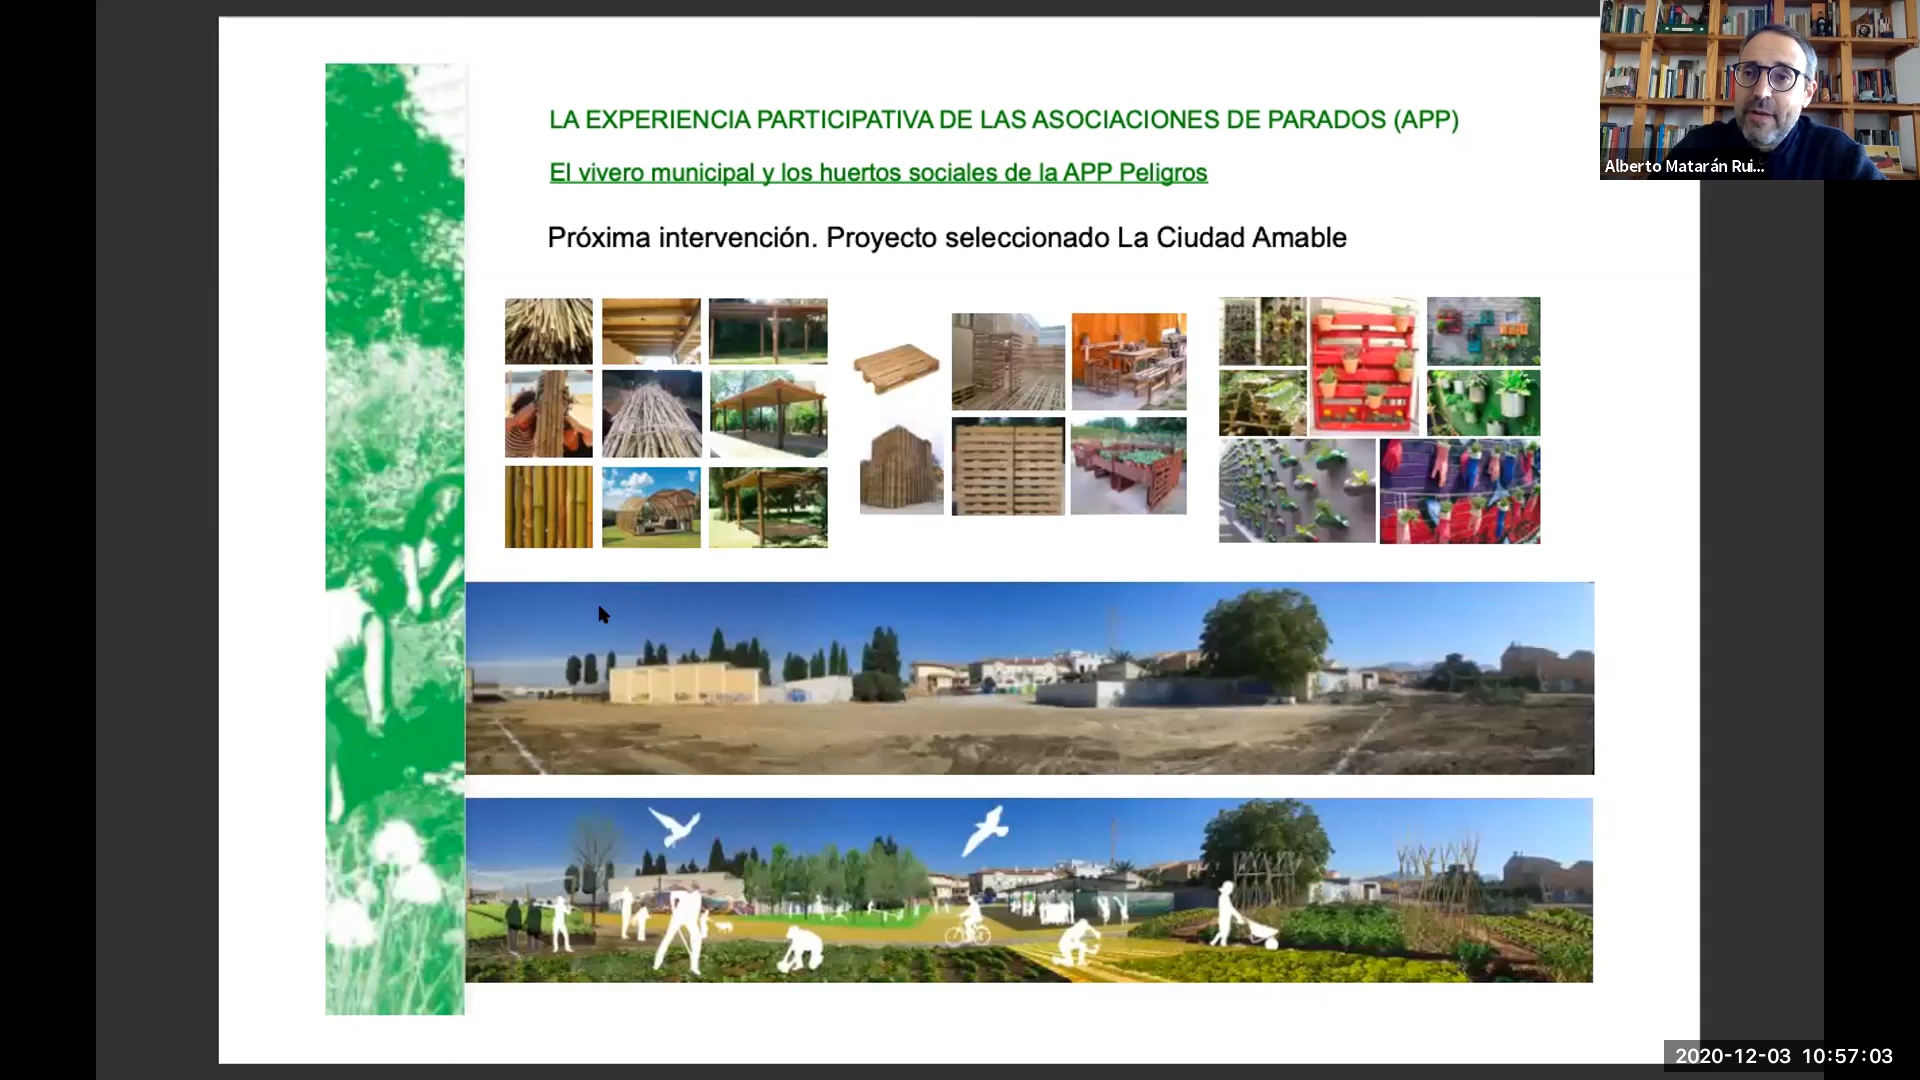 LA EXPERIENCIA PARTICIPATIVA DE LAS ASOCIACIONES DE PARADOS (APP)
El vivero municipal y los huertos sociales de la APP Peligros
Próxima intervención. Proyecto seleccionado La Ciudad Amable
Alberto Matarán Rui...
2020-12-03 10:57:03